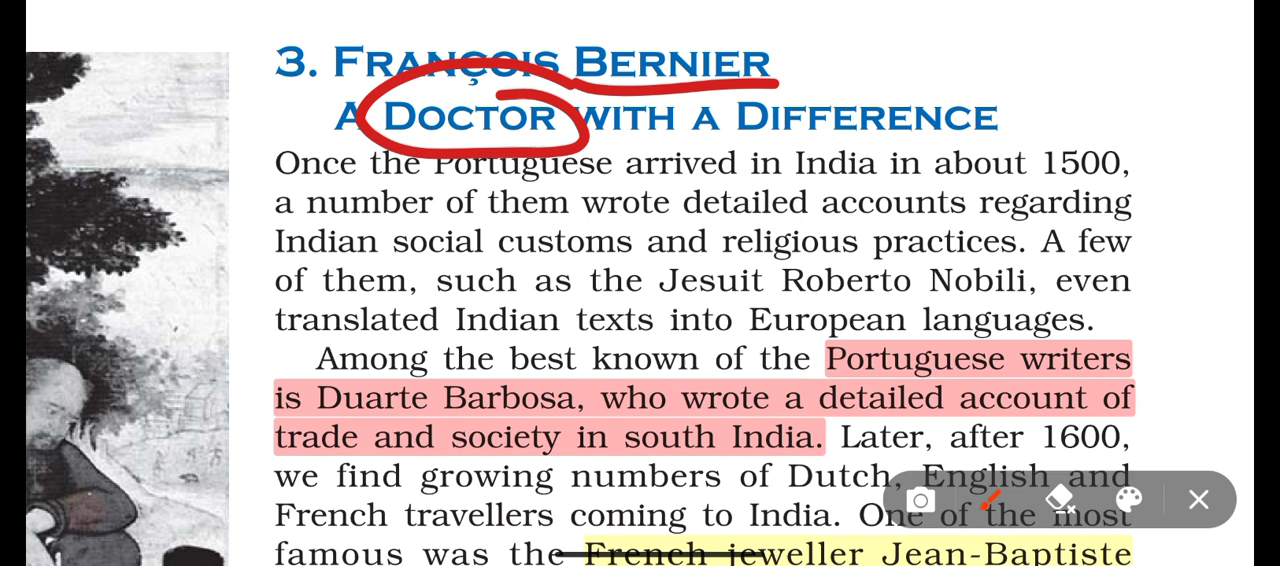 3. FRANÇOIS BERNIER
A DOCTOR WITH A DIFFERENCE
Once the Portuguese arrived in India in about 1500,
a number of them wrote detailed accounts regarding
Indian social customs and religious practices. A few
of them, such as the Jesuit Roberto Nobili, even
translated Indian texts into European languages.
Among the best known of the Portuguese writers
is Duarte Barbosa, who wrote a detailed account of
trade and society in south India. Later, after 1600,
we find growing numbers of Dutch, English and
French travellers coming to India. One of the most
famous was the French jeweller Jean-Baptiste